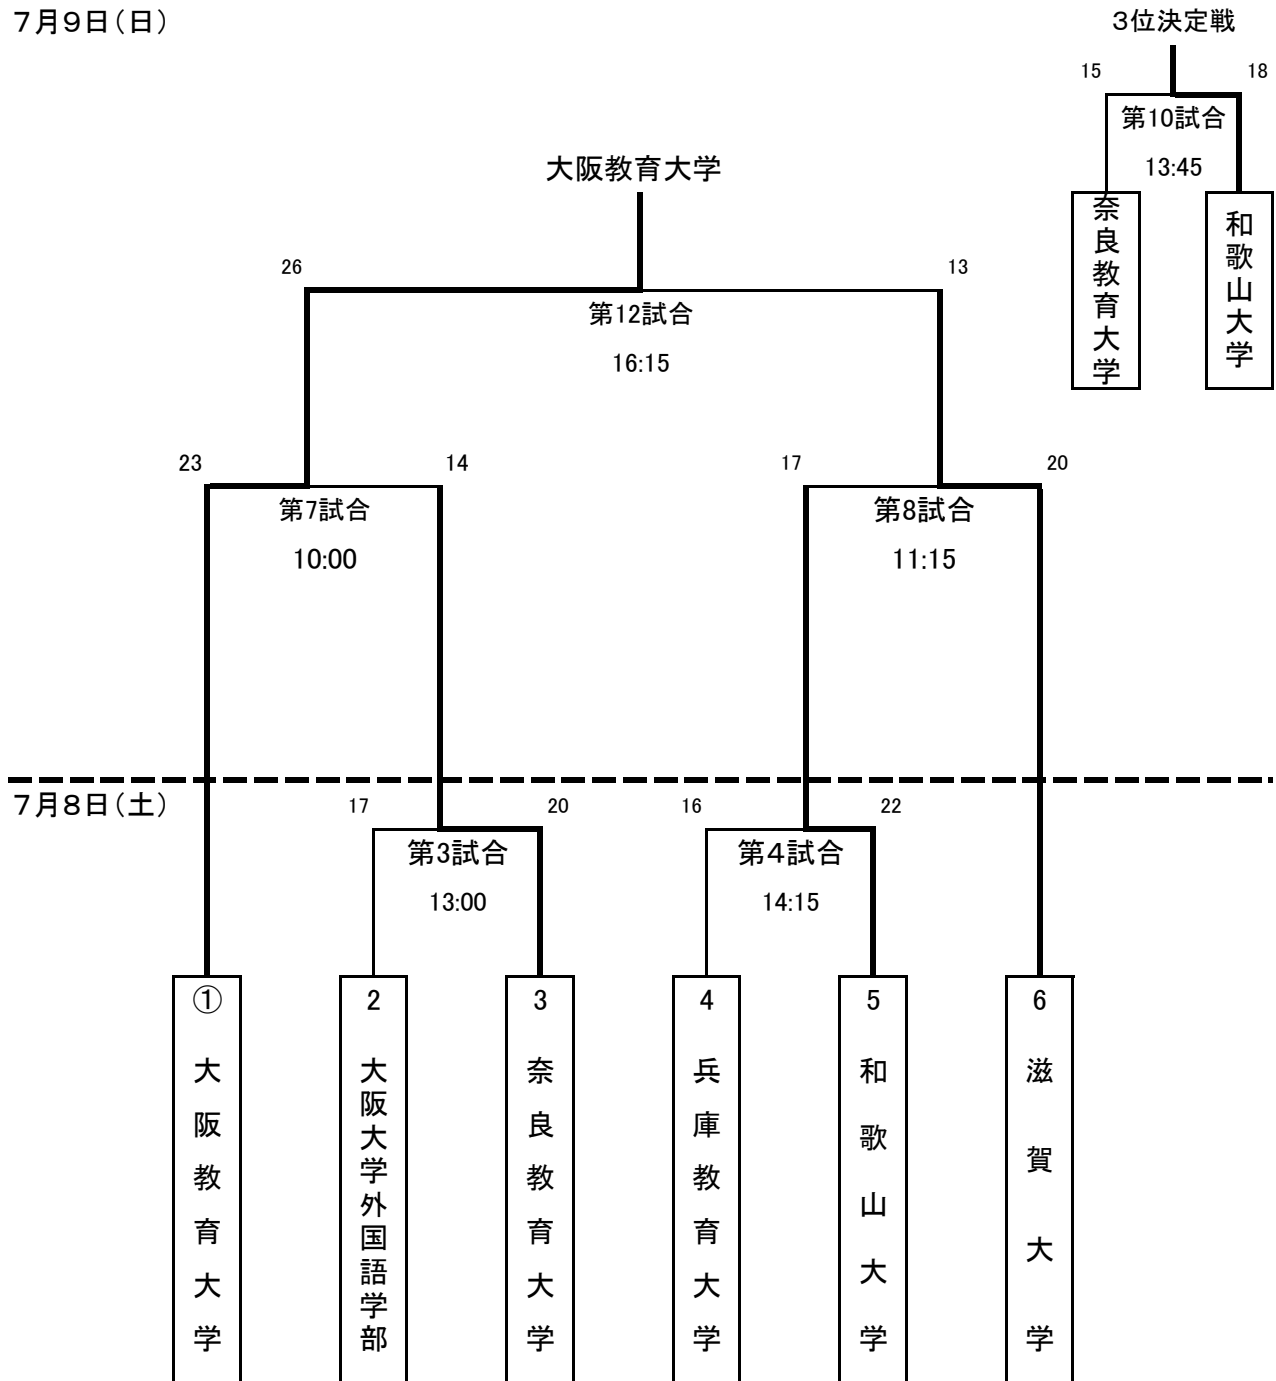 7月9日(日)
3位決定戦
15
18
第10試合
13:45
奈良教育大学
和歌山大学
大阪教育大学
26
13
第12試合
16:15
23
14
17
20
第7試合
第8試合
10:00
11:15
7月8日(土)
17
20
16
22
第3試合
第4試合
13:00
14:15
① 大阪教育大学
2 大阪大学外国語学部
3 奈良教育大学
4 兵庫教育大学
5 和歌山大学
6 滋賀大学